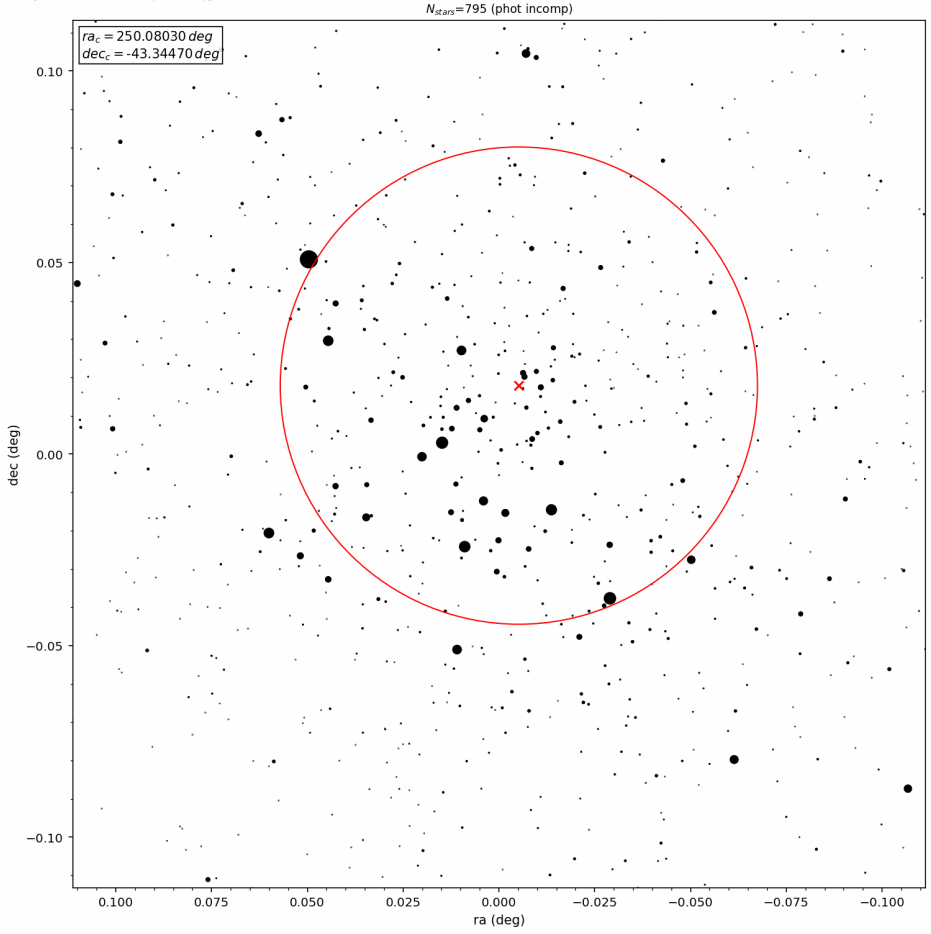 N_stars=795 (phot incomp)
ra_c = 250.08030 deg
dec_c = -43.34470 deg
0.10
0.05
0.00
−0.05
−0.10
dec (deg)
0.100 0.075 0.050 0.025 0.000 −0.025 −0.050 −0.075 −0.100
ra (deg)